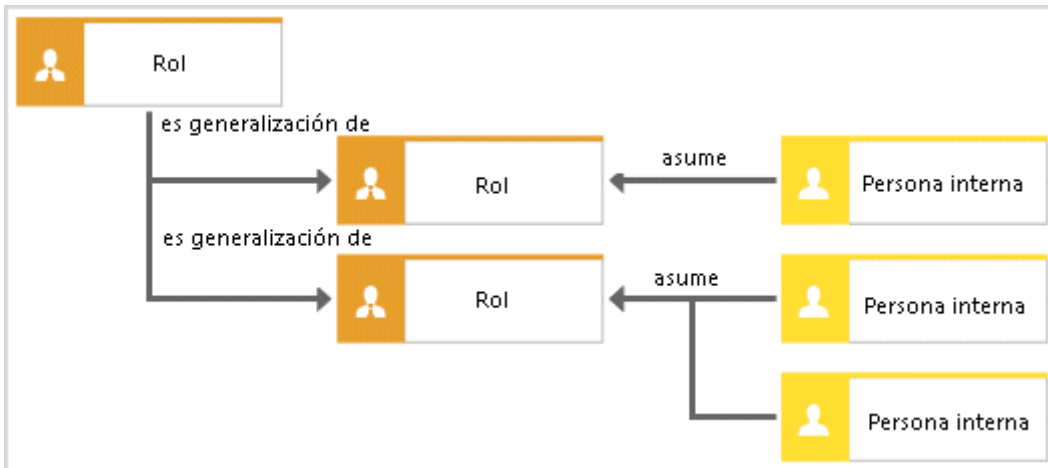 Rol
es generalización de
Rol
asume
Persona interna
es generalización de
Rol
asume
Persona interna
Persona interna